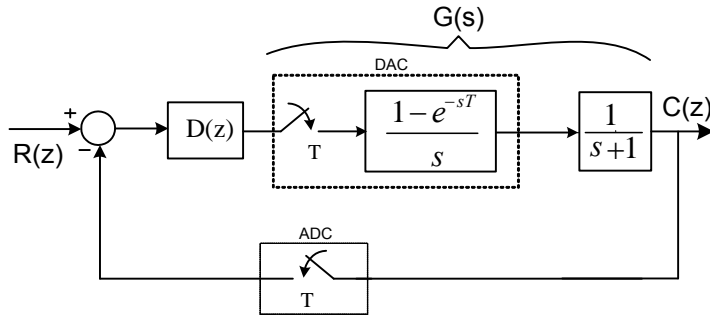 G(s)
DAC
+
R(z)
−
D(z)
T
1 − e^{−sT}
s
1
s+1
C(z)
ADC
T